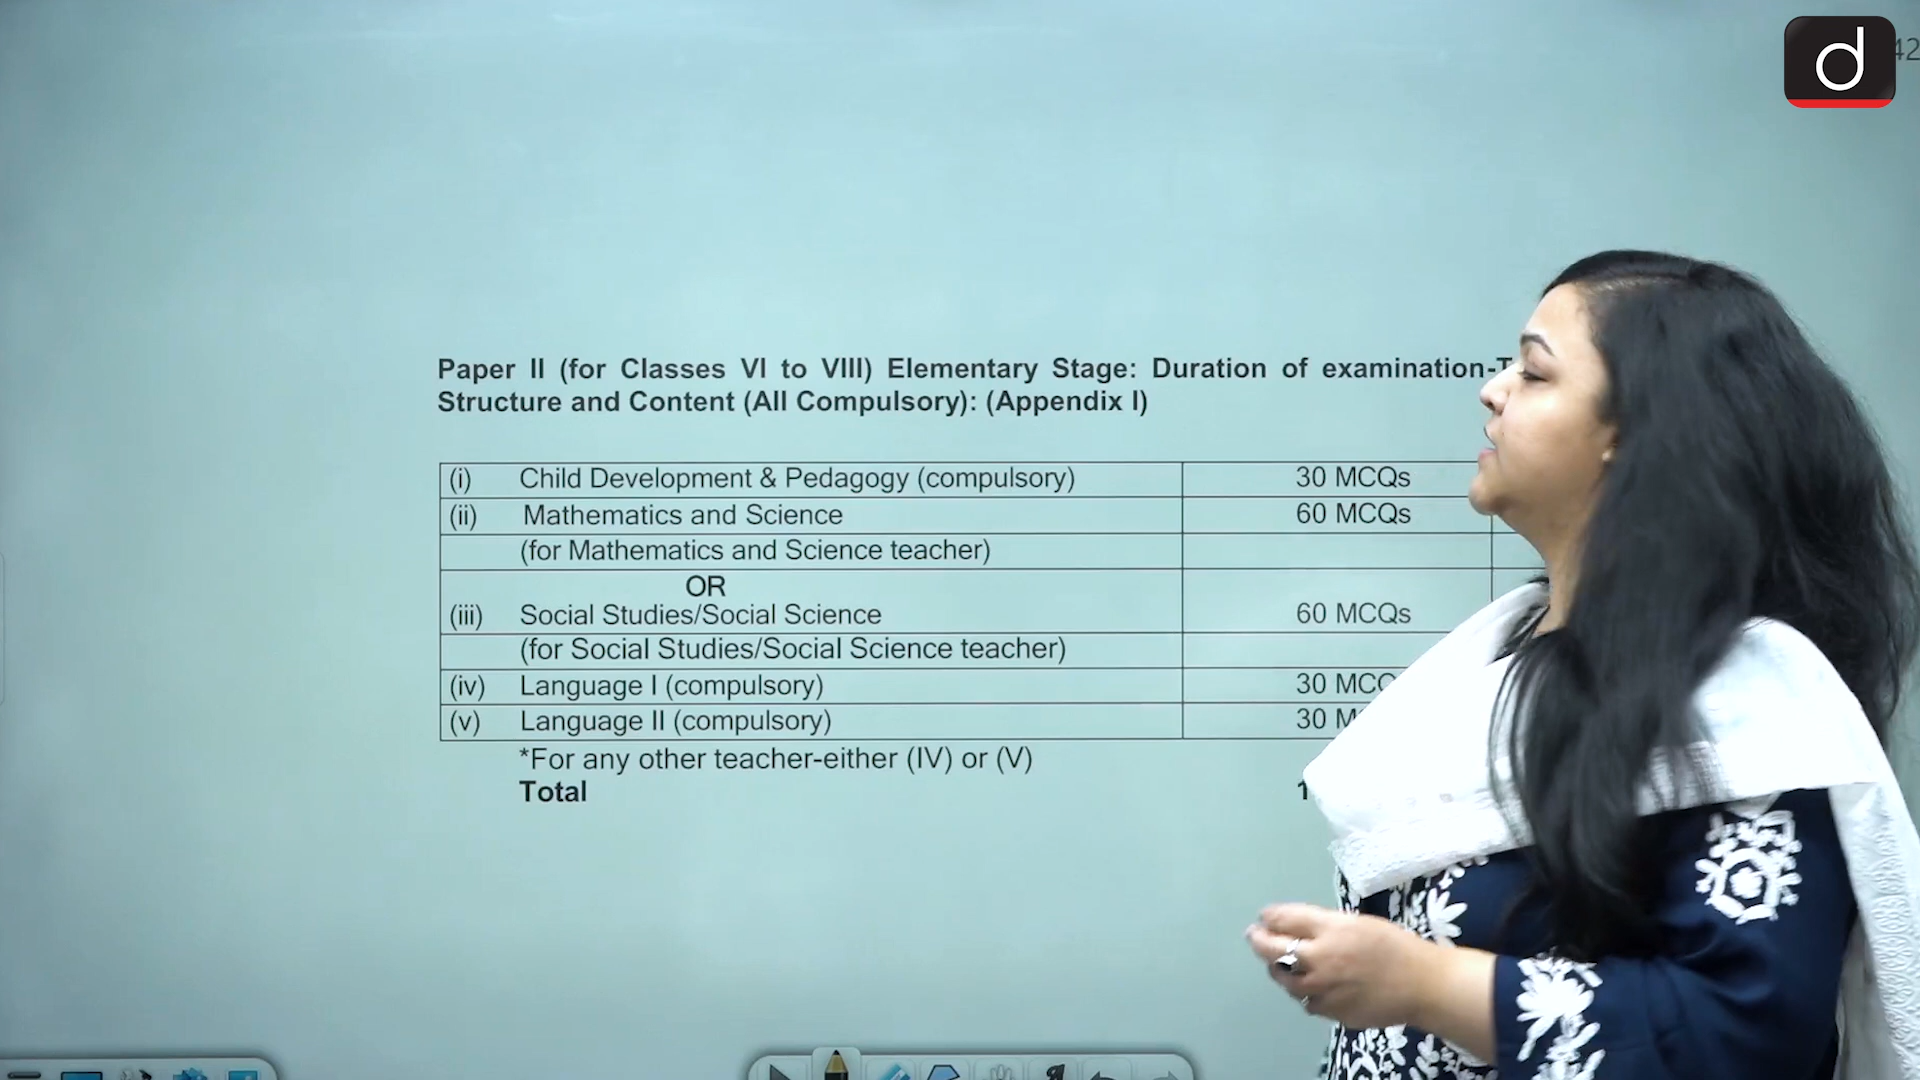 d
42
Paper II (for Classes VI to VIII) Elementary Stage: Duration of examination-
Structure and Content (All Compulsory): (Appendix I)
(i) Child Development & Pedagogy (compulsory) 30 MCQs
(ii) Mathematics and Science 60 MCQs
(for Mathematics and Science teacher)
OR
(iii) Social Studies/Social Science 60 MCQs
(for Social Studies/Social Science teacher)
(iv) Language I (compulsory) 30
(v) Language II (compulsory) 30
*For any other teacher-either (IV) or (V)
Total